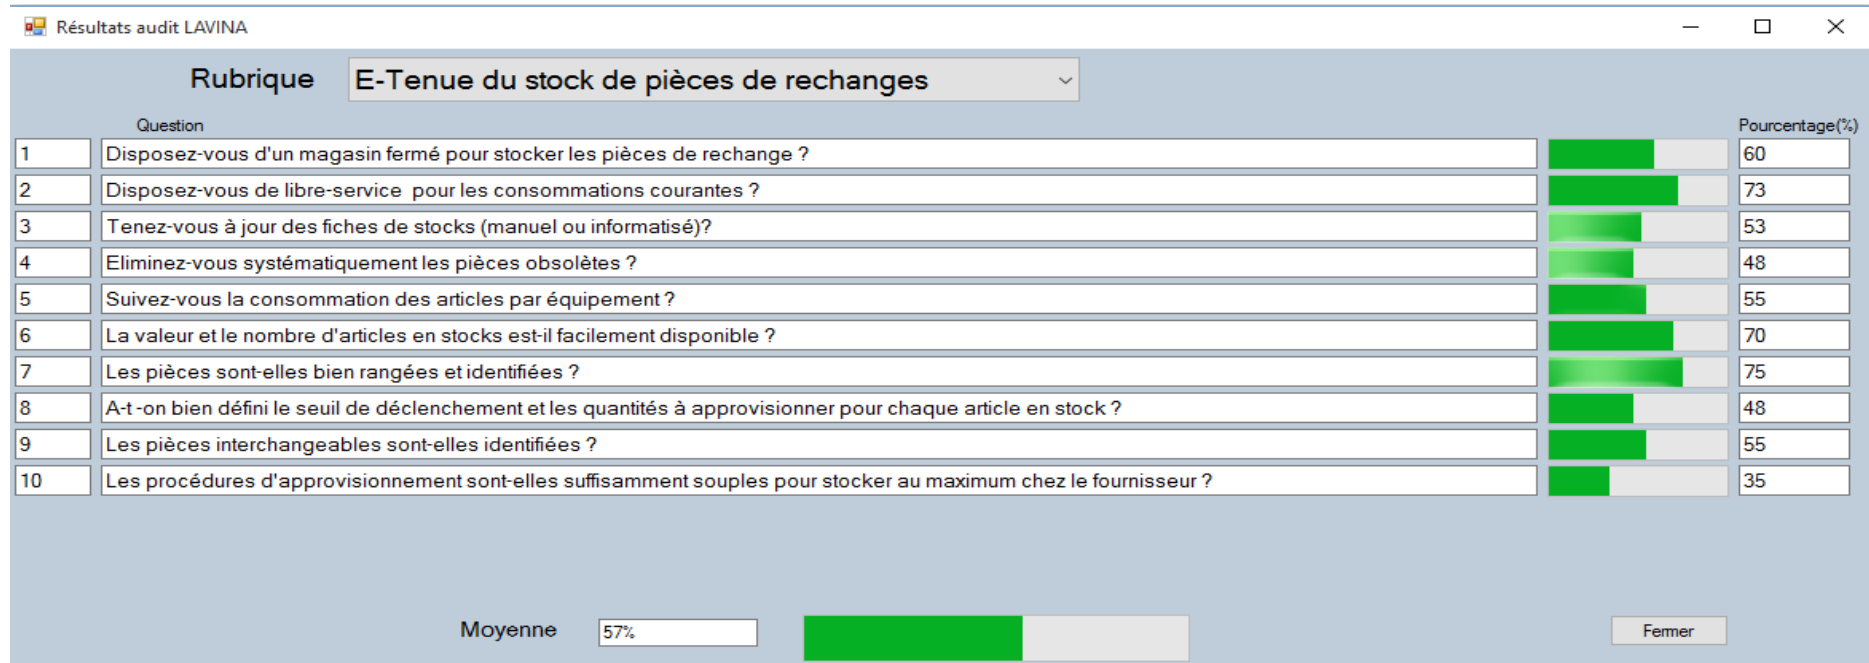 Résultats audit LAVINA
Rubrique E-Tenue du stock de pièces de rechanges
Question Pourcentage(%)
1 Disposez-vous d'un magasin fermé pour stocker les pièces de rechange ? 60
2 Disposez-vous de libre-service pour les consommations courantes ? 73
3 Tenez-vous à jour des fiches de stocks (manuel ou informatisé)? 53
4 Eliminez-vous systématiquement les pièces obsolètes ? 48
5 Suivez-vous la consommation des articles par équipement ? 55
6 La valeur et le nombre d'articles en stocks est-il facilement disponible ? 70
7 Les pièces sont-elles bien rangées et identifiées ? 75
8 A-t -on bien défini le seuil de déclenchement et les quantités à approvisionner pour chaque article en stock ? 48
9 Les pièces interchangeables sont-elles identifiées ? 55
10 Les procédures d'approvisionnement sont-elles suffisamment souples pour stocker au maximum chez le fournisseur ? 35
Moyenne 57% Fermer